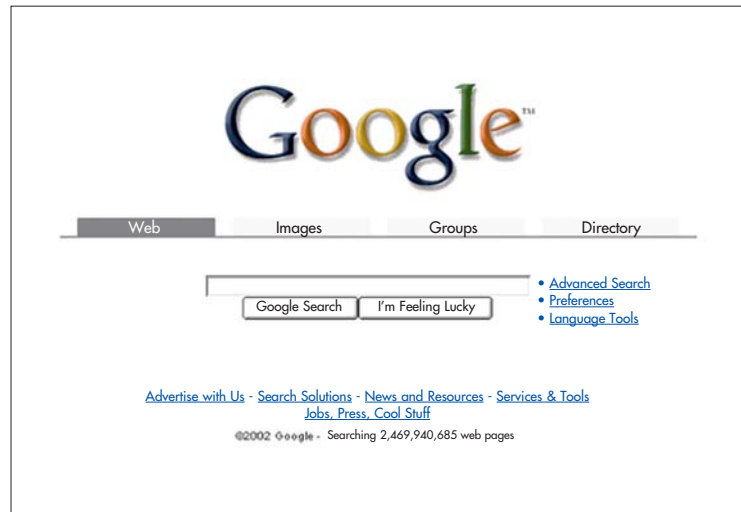 Google™
Web Images Groups Directory
• Advanced Search
Google Search I'm Feeling Lucky • Preferences
• Language Tools
Advertise with Us - Search Solutions - News and Resources - Services & Tools
Jobs, Press, Cool Stuff
©2002 Google - Searching 2,469,940,685 web pages